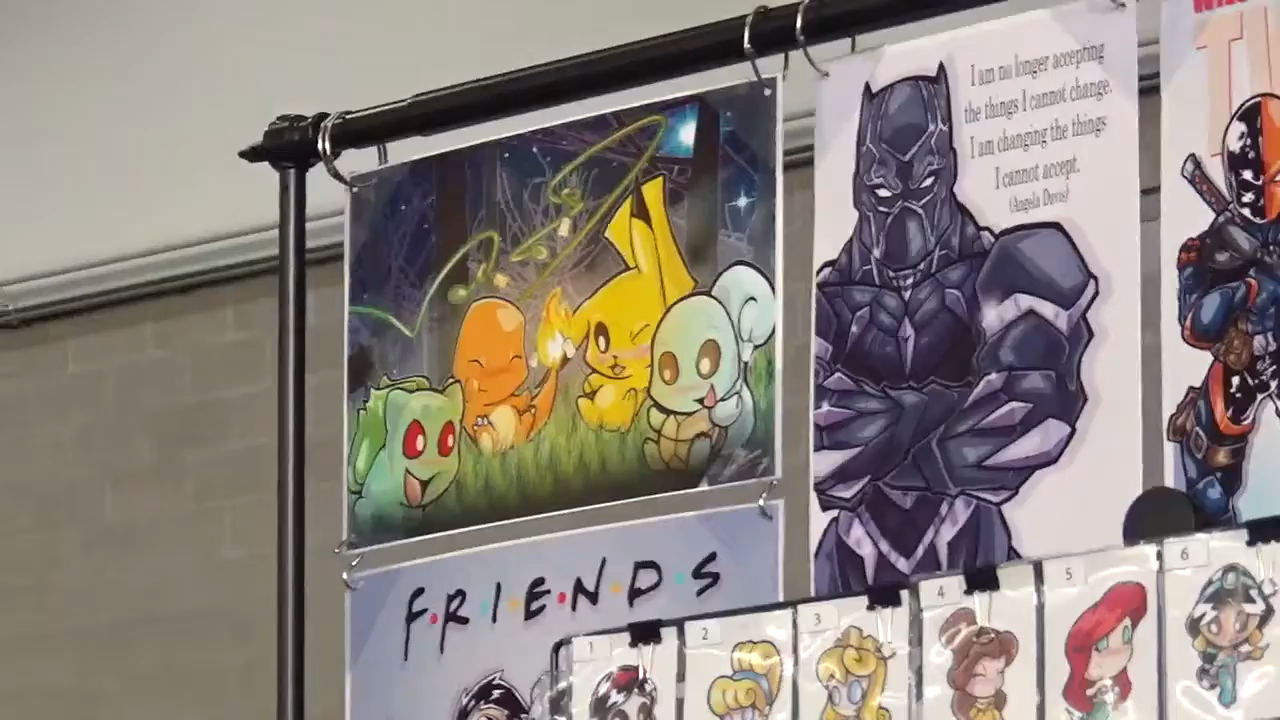 I am no longer accepting
the things I cannot change.
I am changing the things
I cannot accept.
(Angela Davis)
F•R•I•E•N•D•S
1
2
3
4
5
6